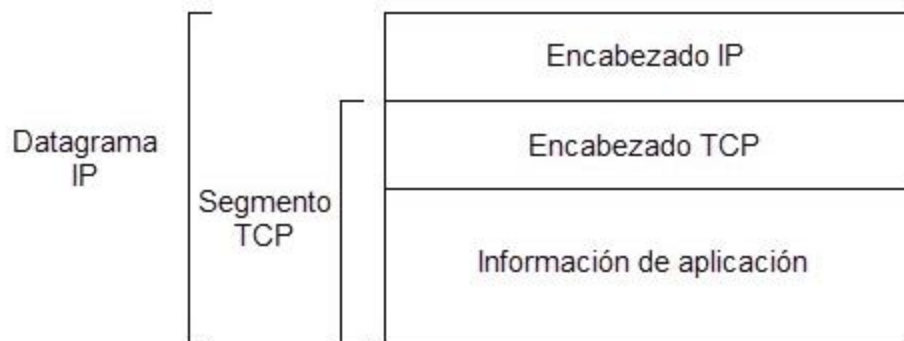 Encabezado IP
Datagrama
IP
Encabezado TCP
Segmento
TCP
Información de aplicación